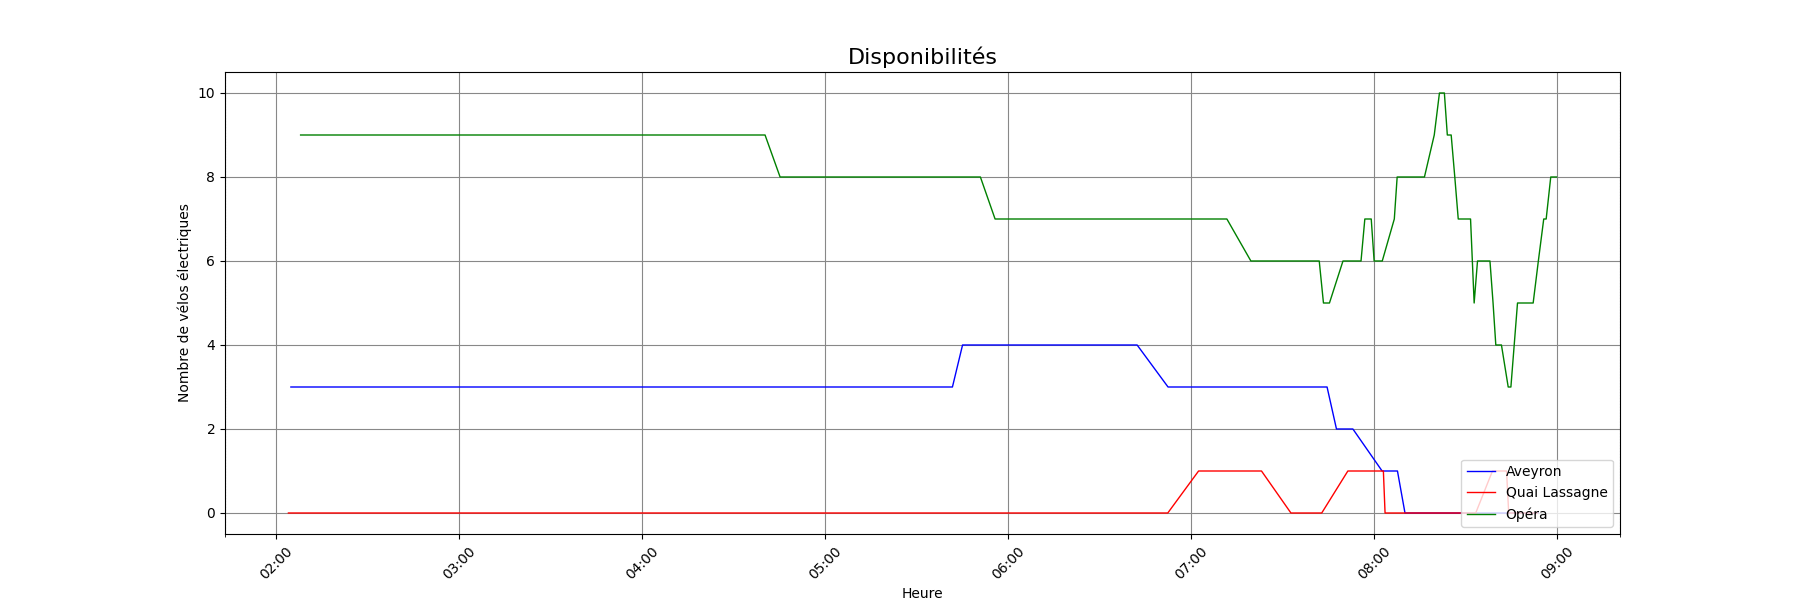 Disponibilités
Nombre de vélos électriques
10
8
6
4
2
0
Aveyron
Quai Lassagne
Opéra
02:00
03:00
04:00
05:00
06:00
07:00
08:00
09:00
Heure